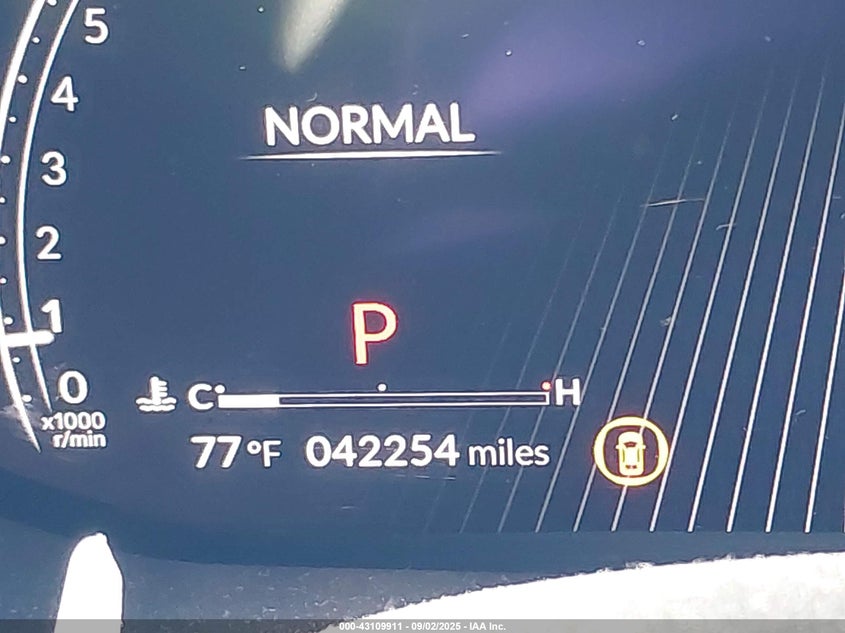 5
4
NORMAL
3
2
1
P
0
C H
x1000
r/min
77°F 042254 miles
000-43109911 - 09/02/2025 - IAA Inc.